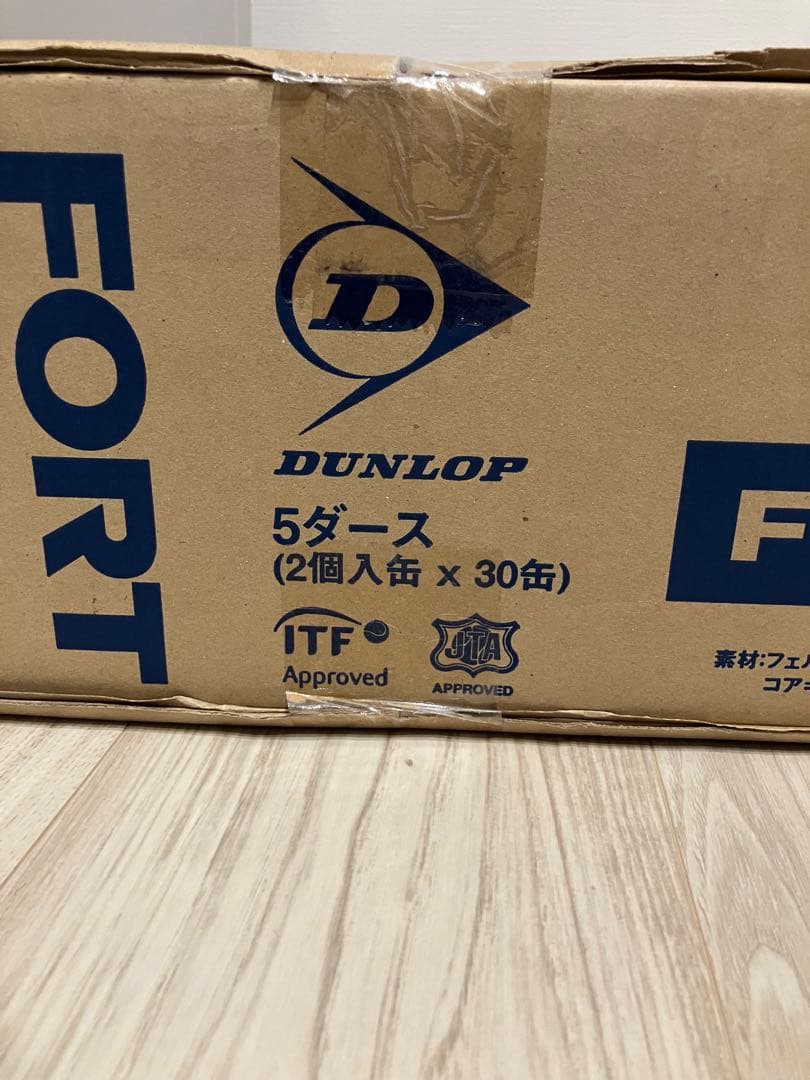 FORT
D
DUNLOP
5ダース
(2個入缶 x 30缶)
ITF
Approved
JTA
APPROVED
F
素材:フェ
コア